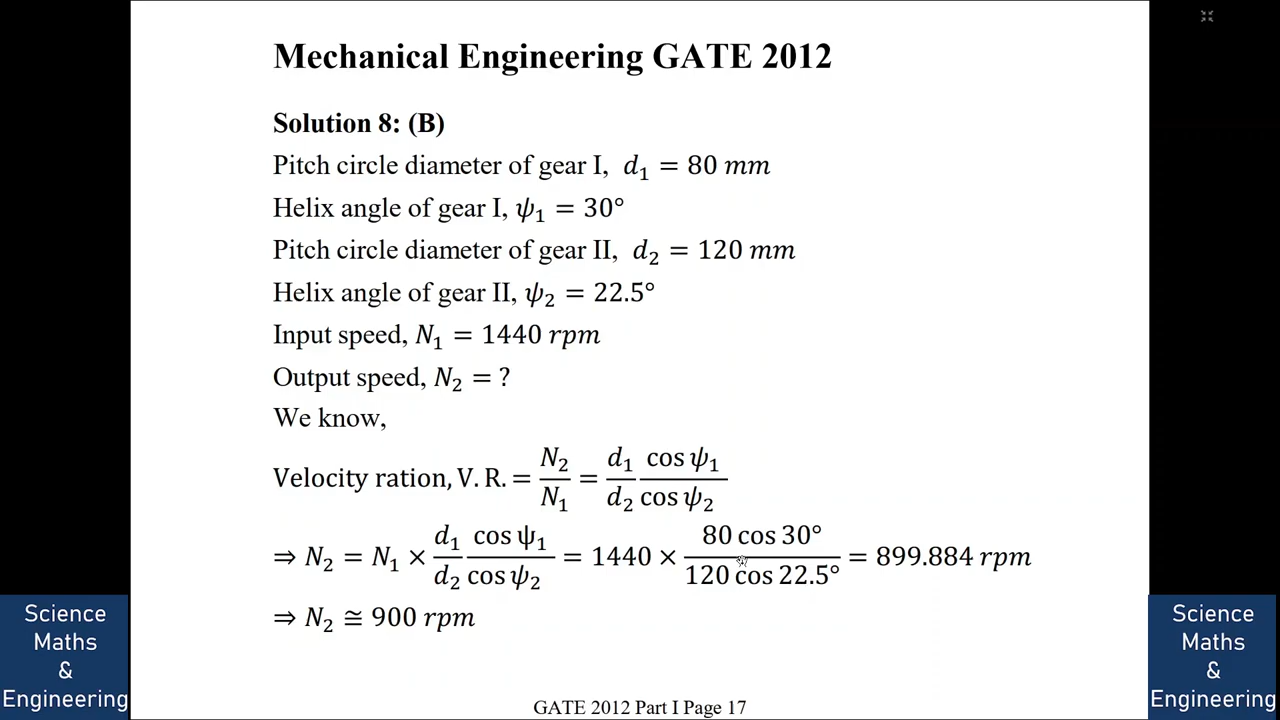 Mechanical Engineering GATE 2012
Solution 8: (B)
Pitch circle diameter of gear I, d₁ = 80 mm
Helix angle of gear I, ψ₁ = 30°
Pitch circle diameter of gear II, d₂ = 120 mm
Helix angle of gear II, ψ₂ = 22.5°
Input speed, N₁ = 1440 rpm
Output speed, N₂ = ?
We know,
Velocity ration, V. R. = N₂/N₁ = d₁/d₂ cos ψ₁/cos ψ₂
⇒ N₂ = N₁ × d₁/d₂ cos ψ₁/cos ψ₂ = 1440 × 80 cos 30°/120 cos 22.5° = 899.884 rpm
⇒ N₂ ≅ 900 rpm
Science
Maths
&
Engineering
Science
Maths
&
Engineering
GATE 2012 Part I Page 17